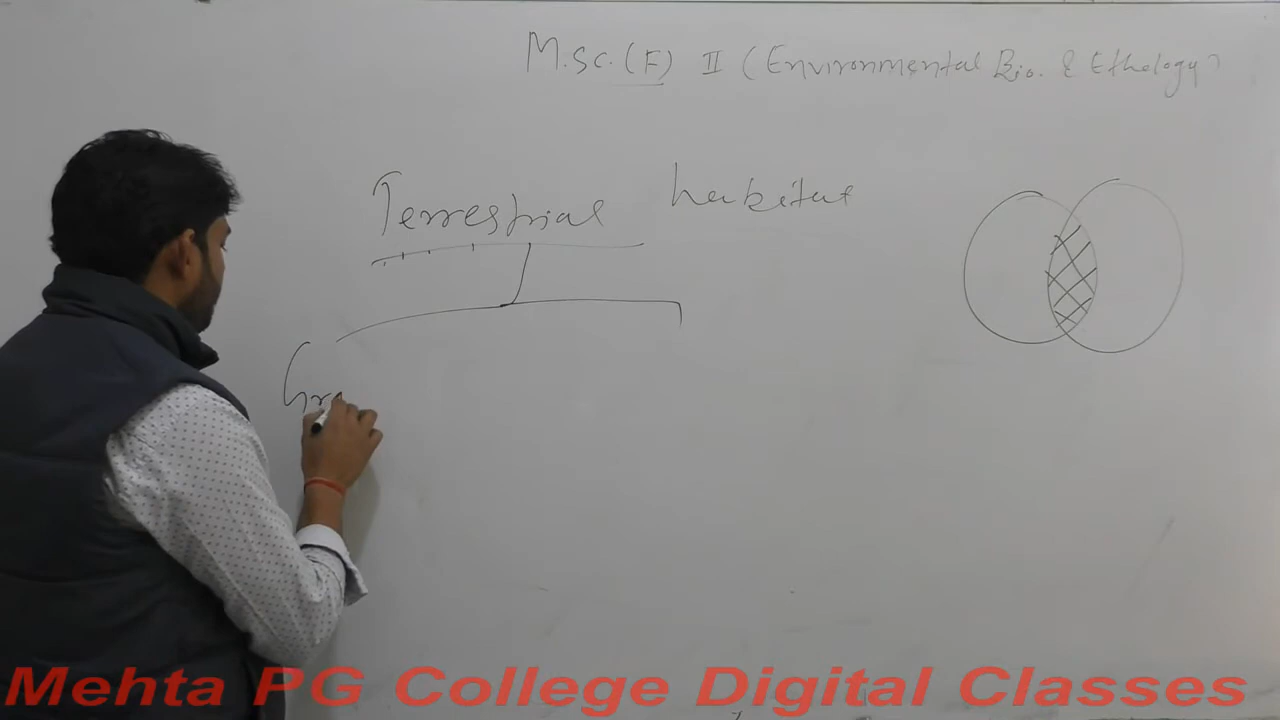 M.Sc. (F) II (Environmental Bio. & Ethology)
Terrestrial habitat
Gra
Mehta PG College Digital Classes